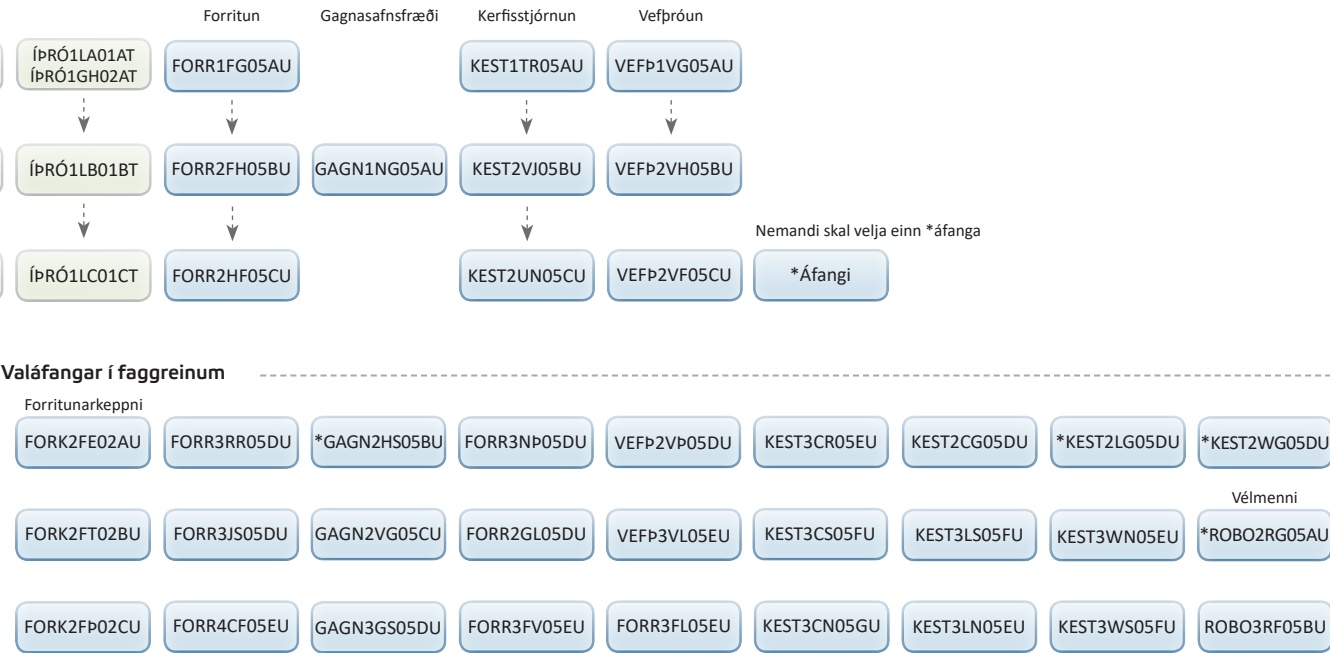 Forritun Gagnasafnsfræði Kerfisstjórnun Vefþróun
ÍÞRÓ1LA01AT
ÍÞRÓ1GH02AT
FORR1FG05AU KEST1TR05AU VEFÞ1VG05AU
ÍÞRÓ1LB01BT FORR2FH05BU GAGN1NG05AU KEST2VJ05BU VEFÞ2VH05BU
Nemandi skal velja einn *áfanga
ÍÞRÓ1LC01CT FORR2HF05CU KEST2UN05CU VEFÞ2VF05CU *Áfangi
Valáfangar í faggreinum
Forritunarkeppni
FORK2FE02AU FORR3RR05DU *GAGN2HS05BU FORR3NÞ05DU VEFÞ2VÞ05DU KEST3CR05EU KEST2CG05DU *KEST2LG05DU *KEST2WG05DU
Vélmenni
FORK2FT02BU FORR3JS05DU GAGN2VG05CU FORR2GL05DU VEFÞ3VL05EU KEST3CS05FU KEST3LS05FU KEST3WN05EU *ROBO2RG05AU
FORK2FÞ02CU FORR4CF05EU GAGN3GS05DU FORR3FV05EU FORR3FL05EU KEST3CN05GU KEST3LN05EU KEST3WS05FU ROBO3RF05BU